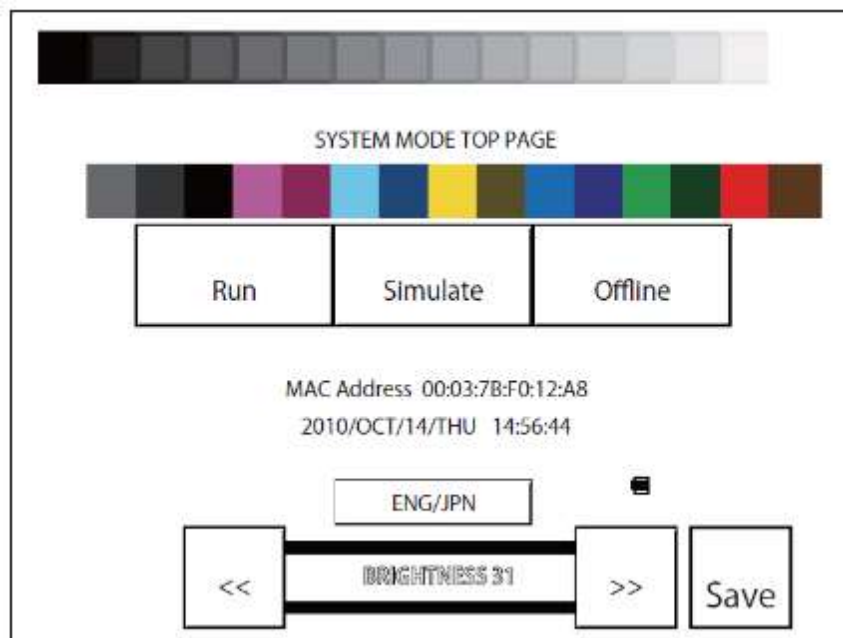 SYSTEM MODE TOP PAGE
Run Simulate Offline
MAC Address 00:03:7B:F0:12:A8
2010/OCT/14/THU 14:56:44
ENG/JPN
<< BRIGHTNESS 31 >> Save